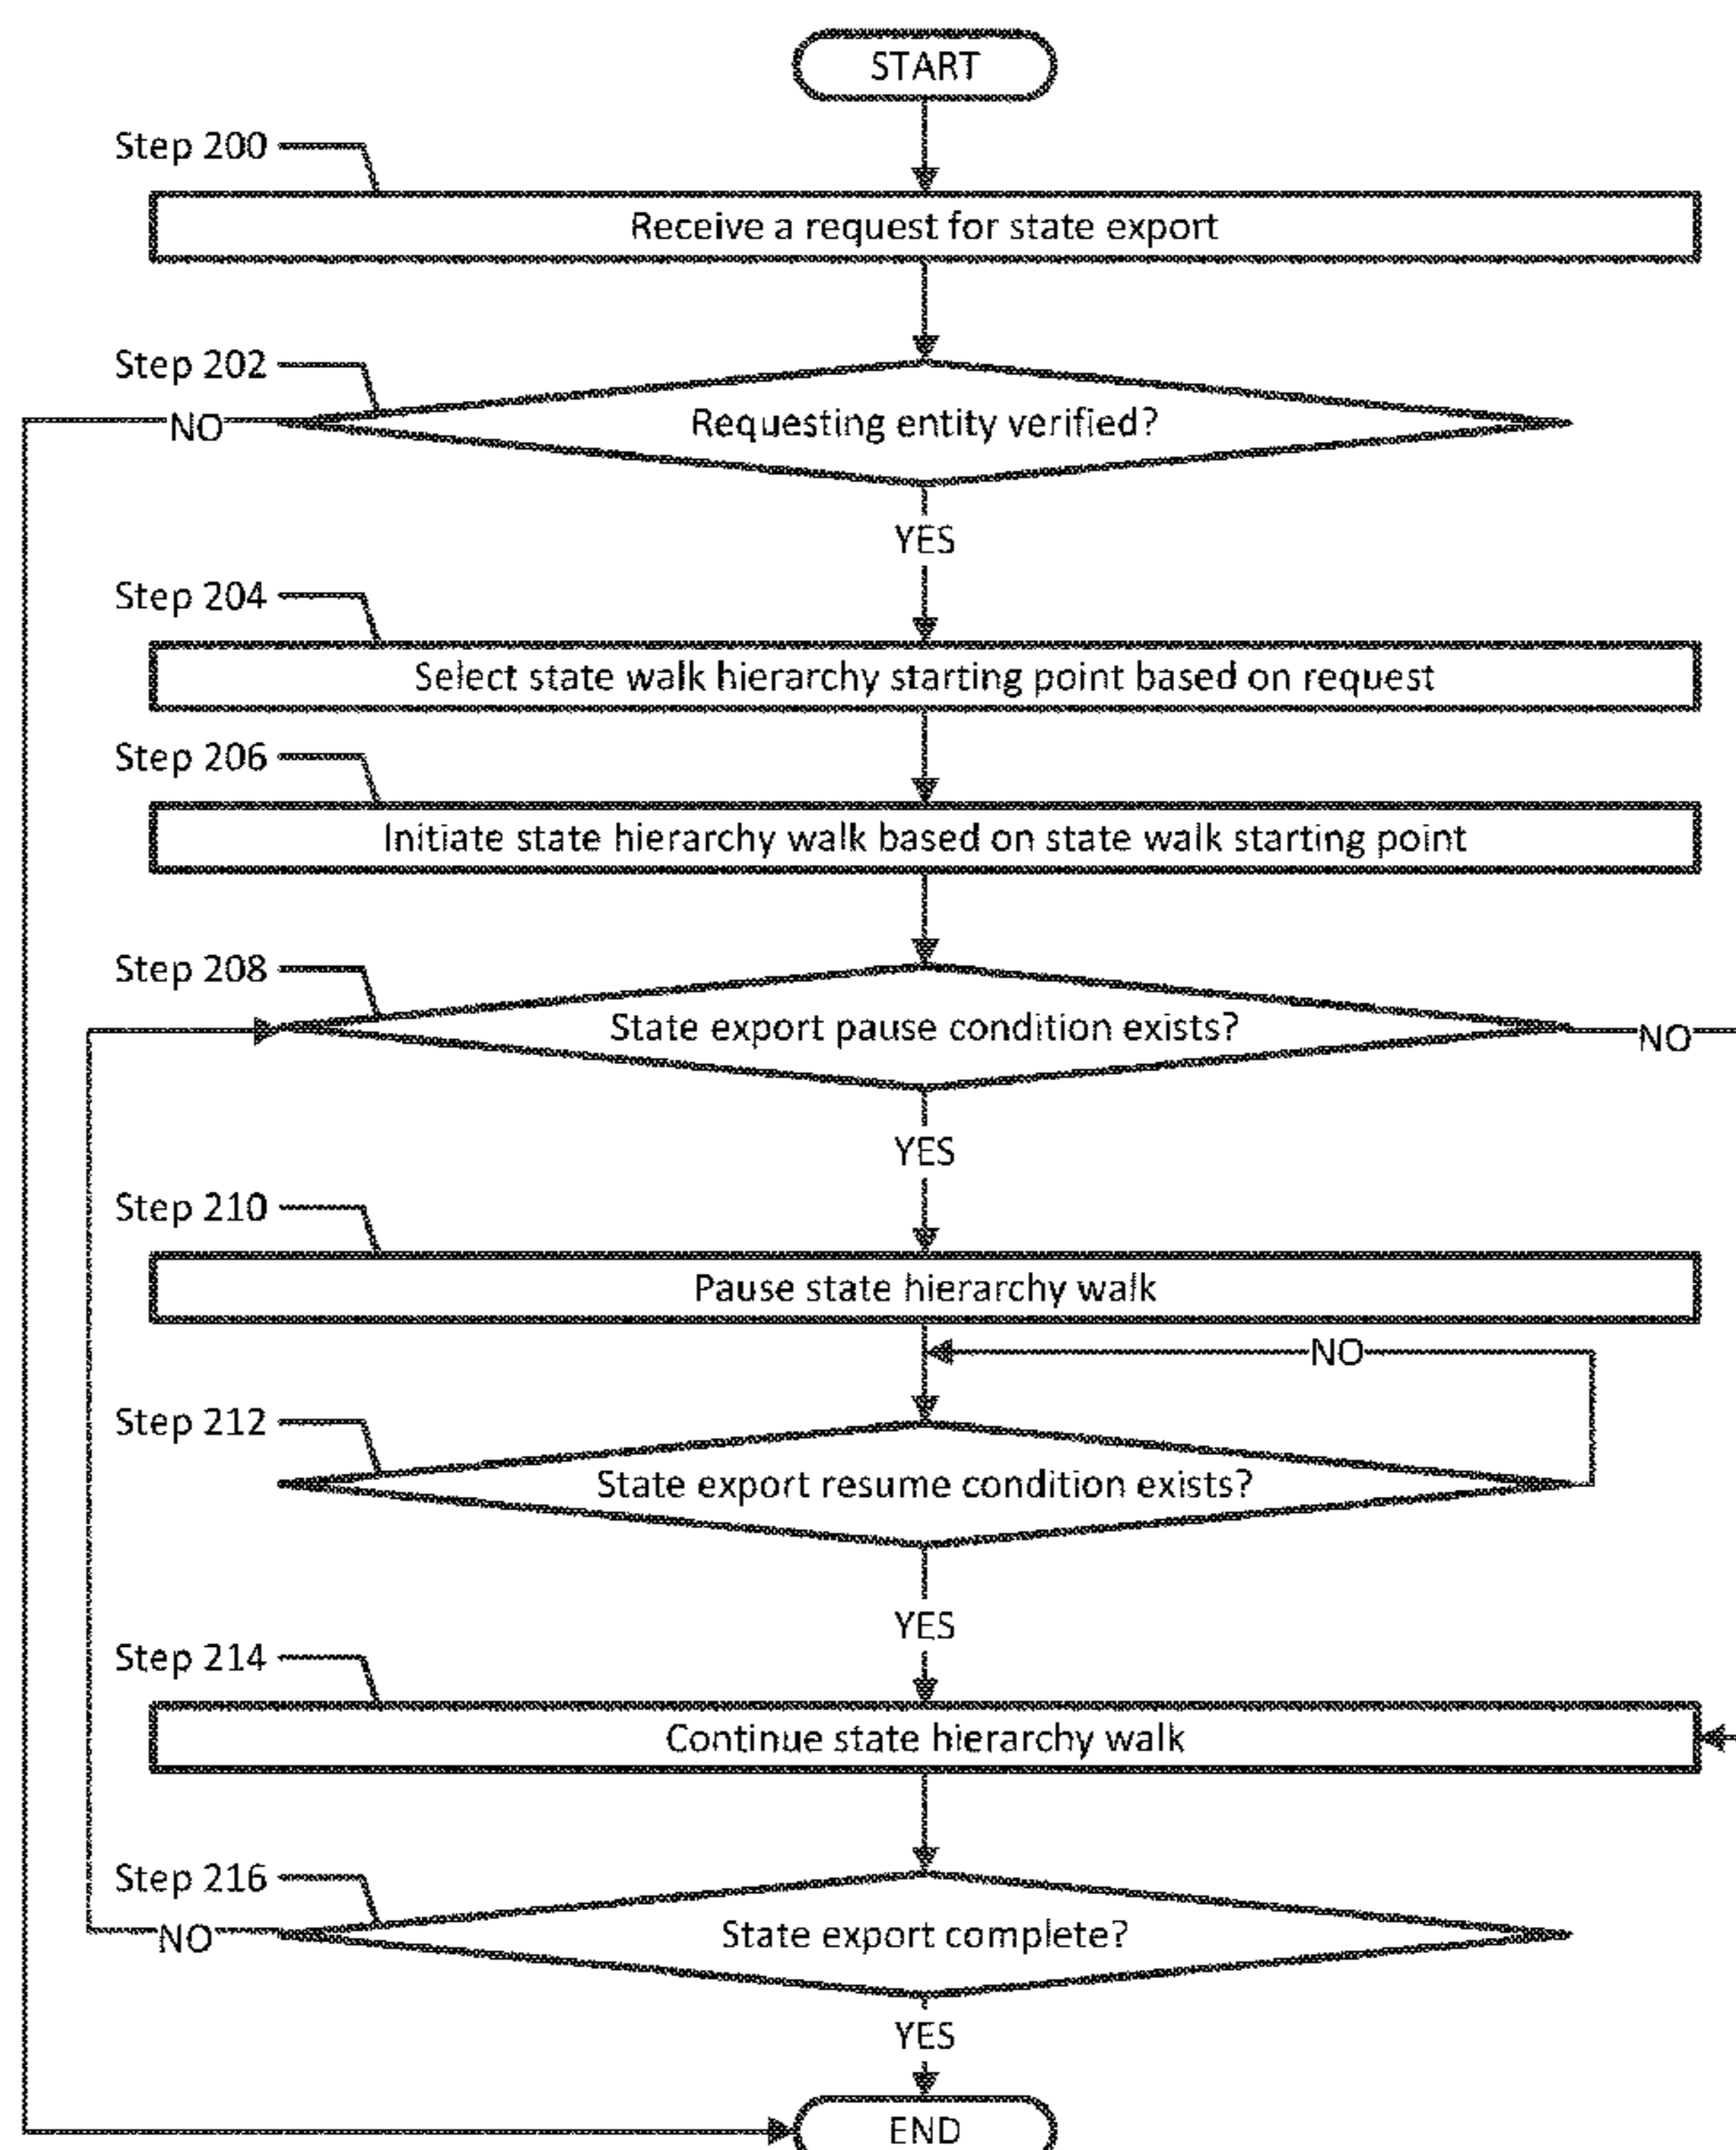 START
Step 200
Receive a request for state export
Step 202
Requesting entity verified?
NO
YES
Step 204
Select state walk hierarchy starting point based on request
Step 206
Initiate state hierarchy walk based on state walk starting point
Step 208
State export pause condition exists?
NO
YES
Step 210
Pause state hierarchy walk
NO
Step 212
State export resume condition exists?
YES
Step 214
Continue state hierarchy walk
Step 216
State export complete?
NO
YES
END